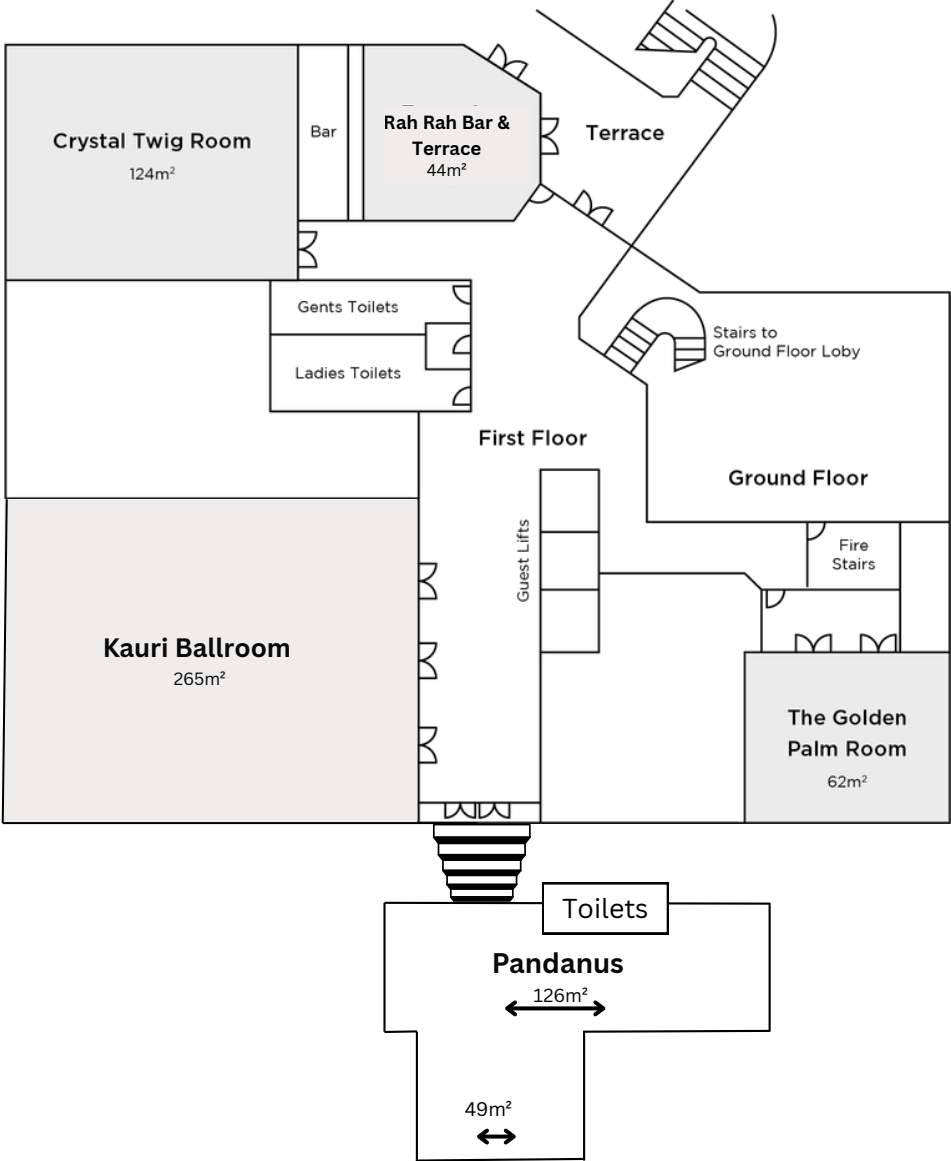 Crystal Twig Room
124m²
Bar
Rah Rah Bar &
Terrace
44m²
Terrace
Gents Toilets
Ladies Toilets
Stairs to
Ground Floor Loby
First Floor
Ground Floor
Guest Lifts
Fire
Stairs
Kauri Ballroom
265m²
The Golden
Palm Room
62m²
Toilets
Pandanus
126m²
49m²